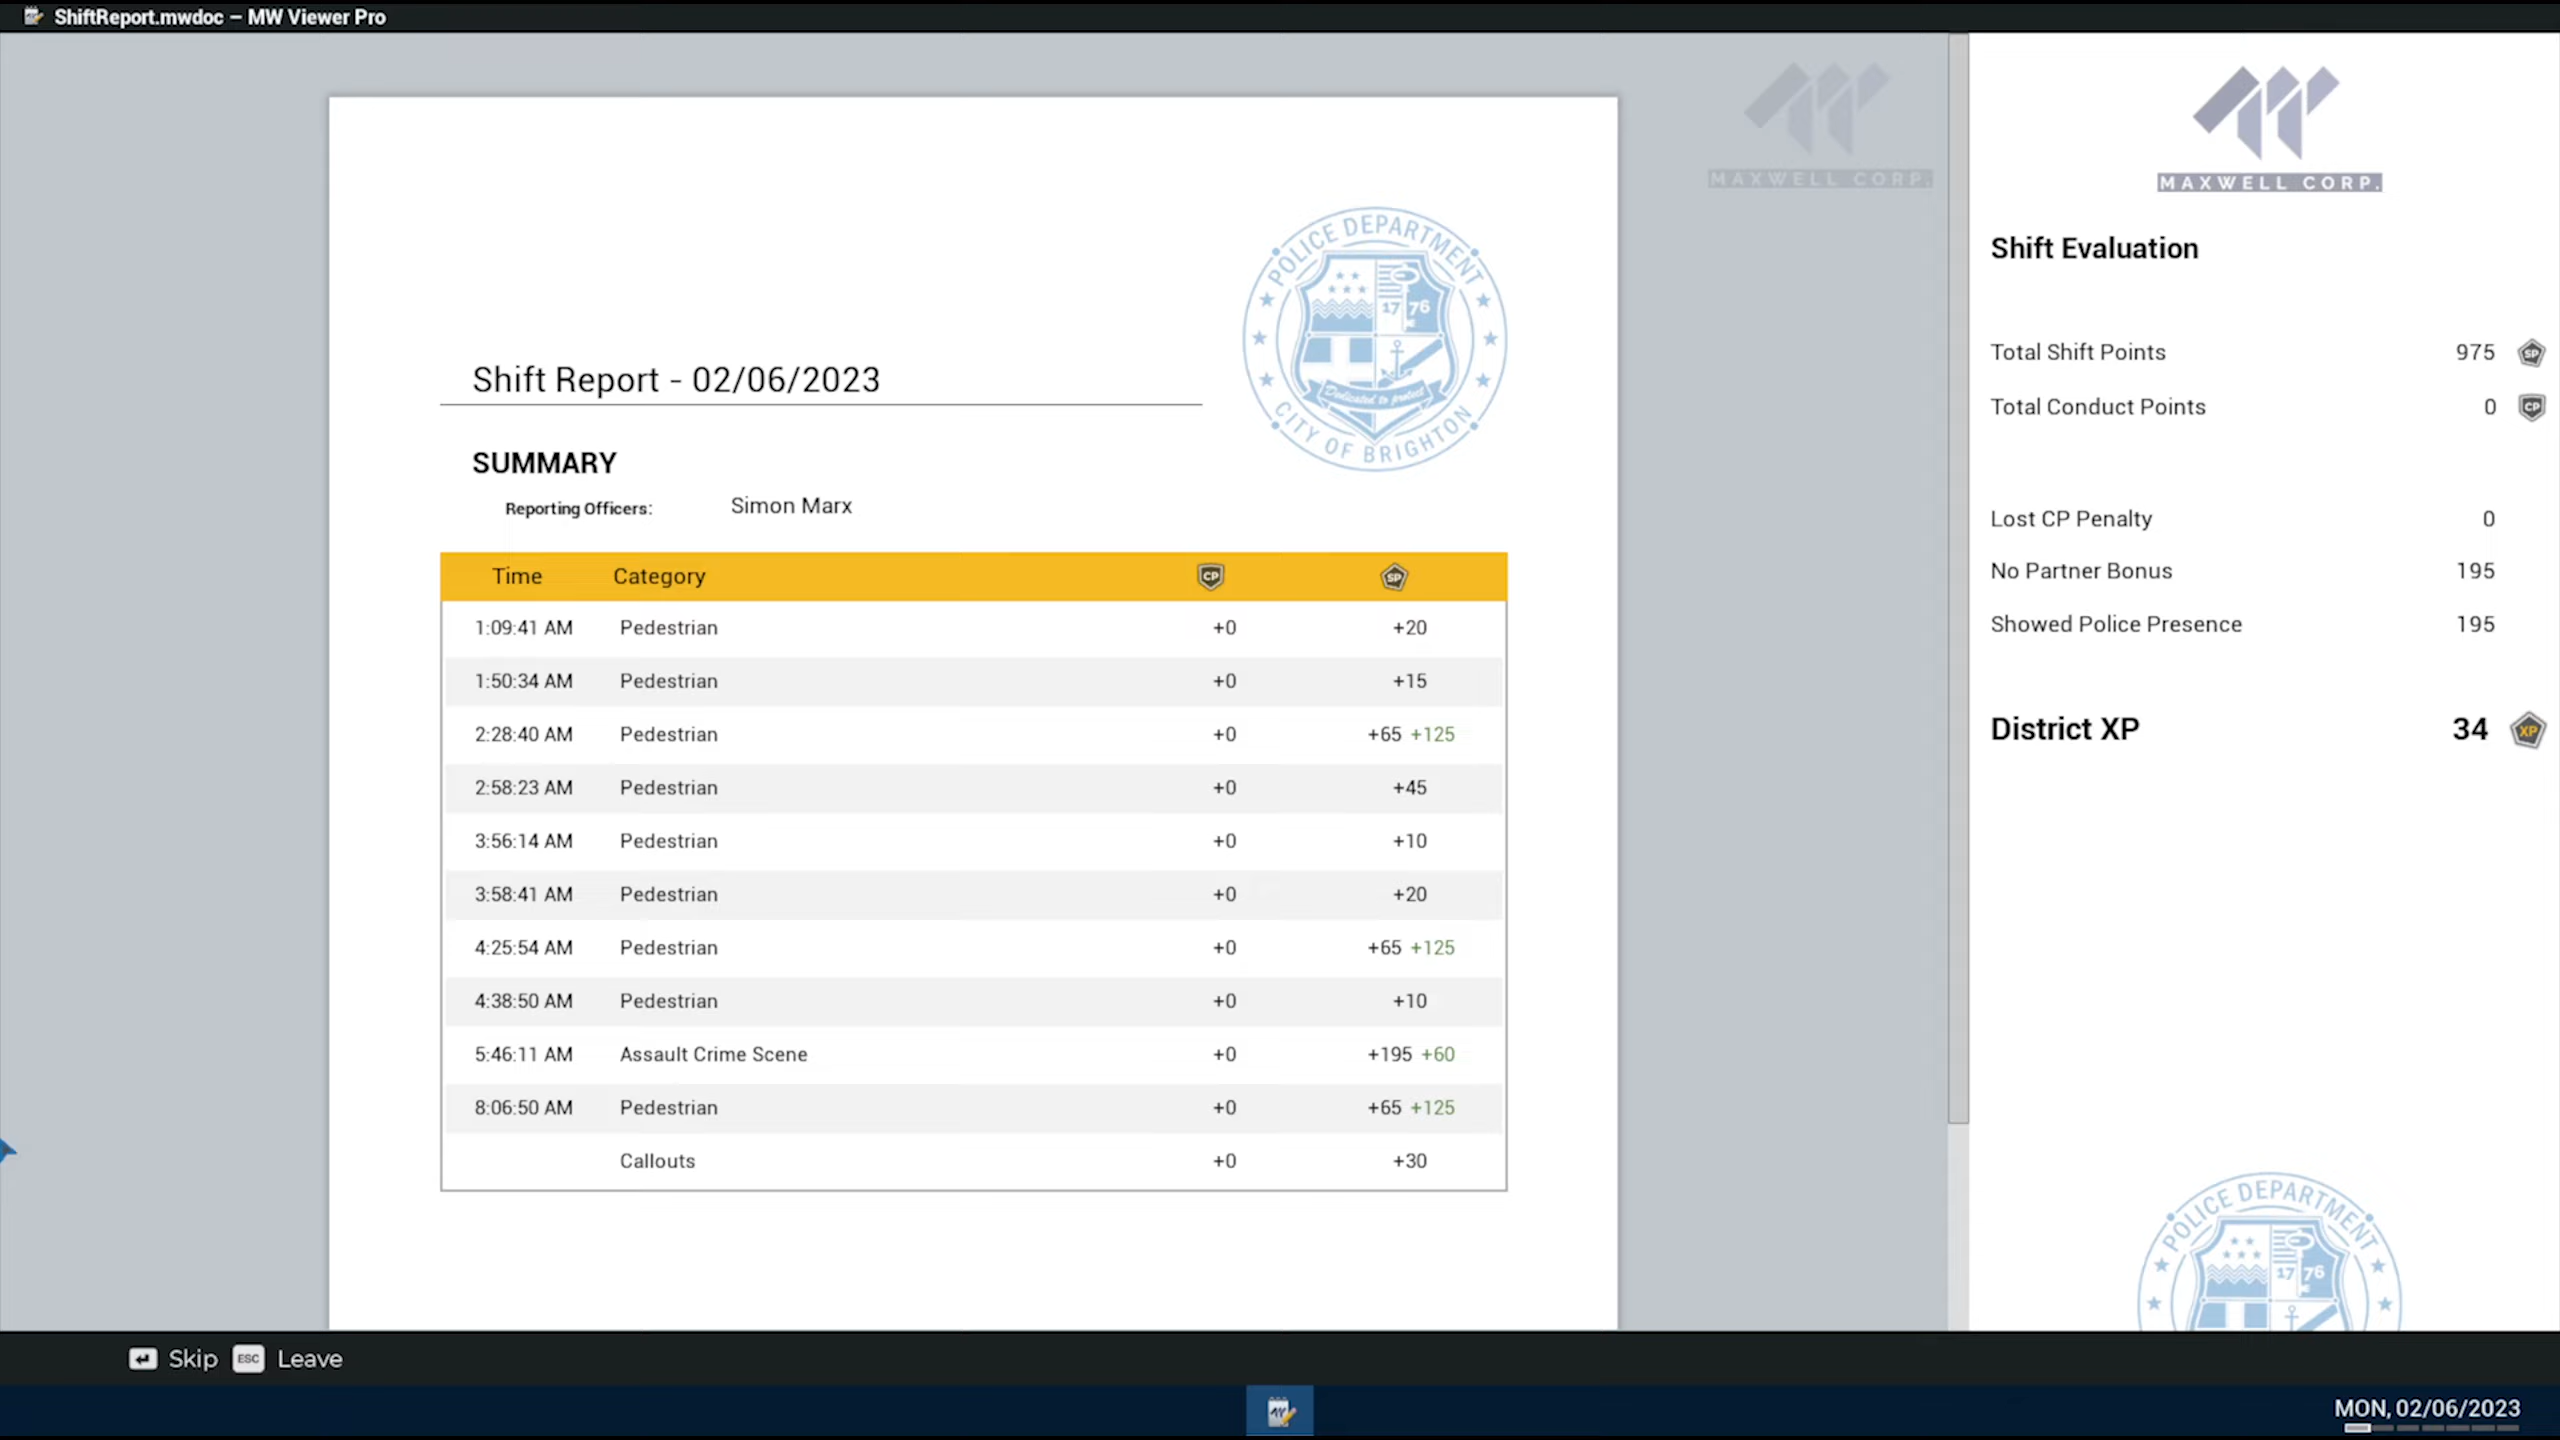 ShiftReport.mwdoc – MW Viewer Pro
MAXWELL CORP.
MAXWELL CORP.
POLICE DEPARTMENT
1776
Dedicated to protect
CITY OF BRIGHTON
Shift Report - 02/06/2023
SUMMARY
Reporting Officers: Simon Marx
Time Category CP SP
1:09:41 AM Pedestrian +0 +20
1:50:34 AM Pedestrian +0 +15
2:28:40 AM Pedestrian +0 +65 +125
2:58:23 AM Pedestrian +0 +45
3:56:14 AM Pedestrian +0 +10
3:58:41 AM Pedestrian +0 +20
4:25:54 AM Pedestrian +0 +65 +125
4:38:50 AM Pedestrian +0 +10
5:46:11 AM Assault Crime Scene +0 +195 +60
8:06:50 AM Pedestrian +0 +65 +125
Callouts +0 +30
Shift Evaluation
Total Shift Points 975 SP
Total Conduct Points 0 CP
Lost CP Penalty 0
No Partner Bonus 195
Showed Police Presence 195
District XP 34 XP
POLICE DEPARTMENT
1776
Skip ESC Leave
MON, 02/06/2023